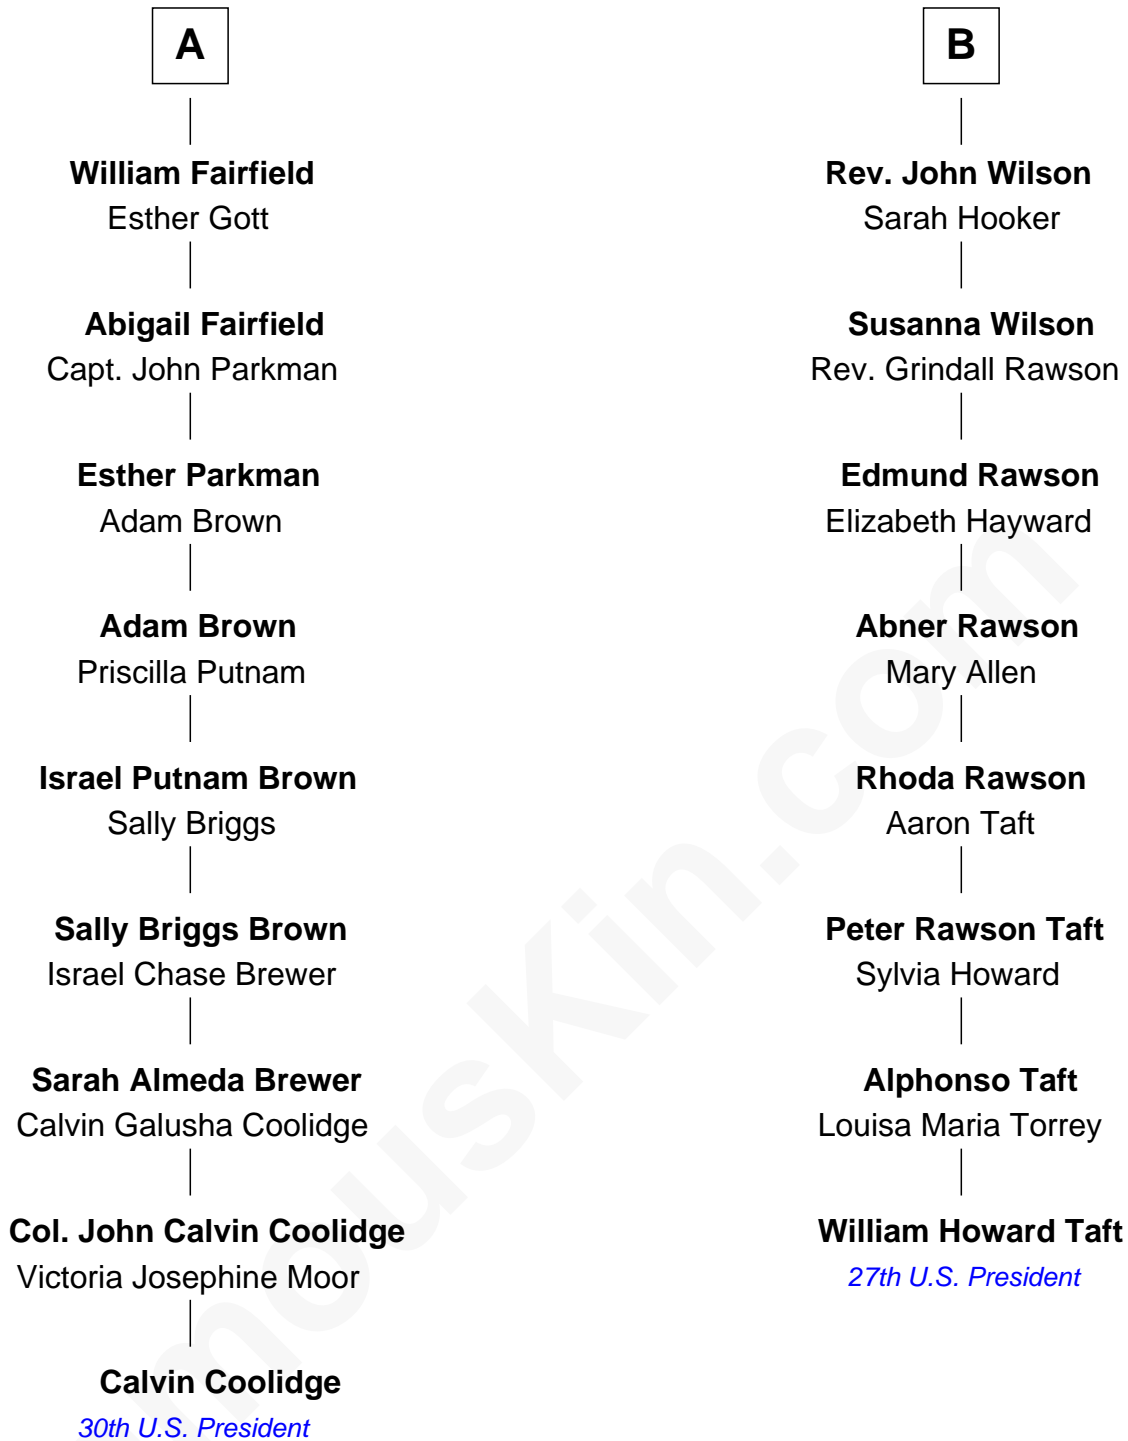 A
William Fairfield
Esther Gott
Abigail Fairfield
Capt. John Parkman
Esther Parkman
Adam Brown
Adam Brown
Priscilla Putnam
Israel Putnam Brown
Sally Briggs
Sally Briggs Brown
Israel Chase Brewer
Sarah Almeda Brewer
Calvin Galusha Coolidge
Col. John Calvin Coolidge
Victoria Josephine Moor
Calvin Coolidge
30th U.S. President
B
Rev. John Wilson
Sarah Hooker
Susanna Wilson
Rev. Grindall Rawson
Edmund Rawson
Elizabeth Hayward
Abner Rawson
Mary Allen
Rhoda Rawson
Aaron Taft
Peter Rawson Taft
Sylvia Howard
Alphonso Taft
Louisa Maria Torrey
William Howard Taft
27th U.S. President
mousKin.com